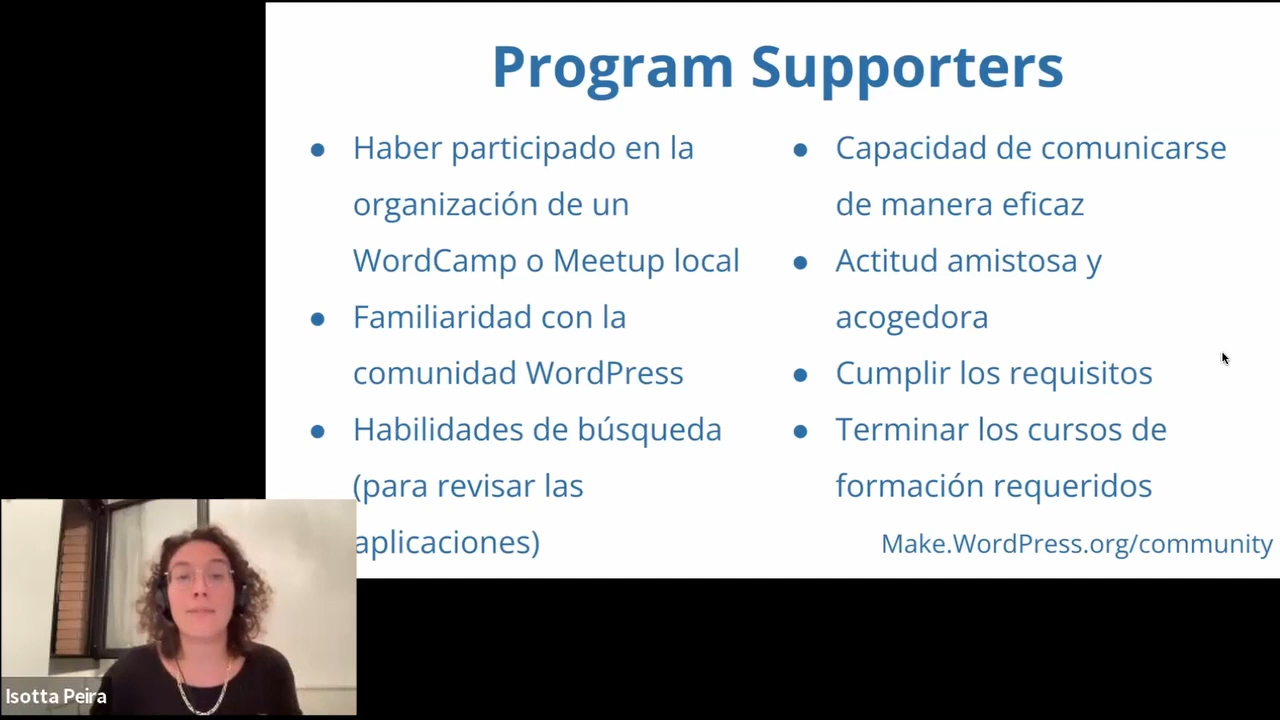 Program Supporters
● Haber participado en la
organización de un
WordCamp o Meetup local
● Familiaridad con la
comunidad WordPress
● Habilidades de búsqueda
(para revisar las
aplicaciones)
● Capacidad de comunicarse
de manera eficaz
● Actitud amistosa y
acogedora
● Cumplir los requisitos
● Terminar los cursos de
formación requeridos
Make.WordPress.org/community
Isotta Peira